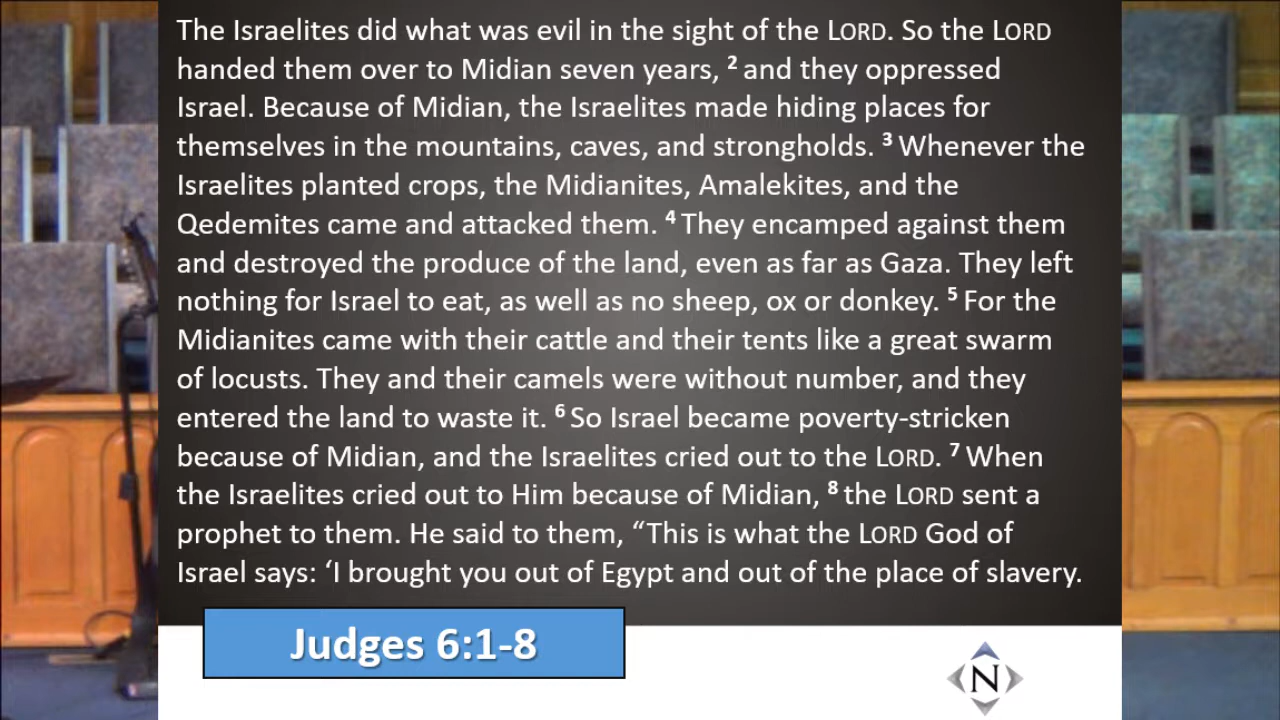 The Israelites did what was evil in the sight of the LORD. So the LORD
handed them over to Midian seven years, ² and they oppressed
Israel. Because of Midian, the Israelites made hiding places for
themselves in the mountains, caves, and strongholds. ³ Whenever the
Israelites planted crops, the Midianites, Amalekites, and the
Qedemites came and attacked them. ⁴ They encamped against them
and destroyed the produce of the land, even as far as Gaza. They left
nothing for Israel to eat, as well as no sheep, ox or donkey. ⁵ For the
Midianites came with their cattle and their tents like a great swarm
of locusts. They and their camels were without number, and they
entered the land to waste it. ⁶ So Israel became poverty-stricken
because of Midian, and the Israelites cried out to the LORD. ⁷ When
the Israelites cried out to Him because of Midian, ⁸ the LORD sent a
prophet to them. He said to them, “This is what the LORD God of
Israel says: ‘I brought you out of Egypt and out of the place of slavery.
Judges 6:1-8
N